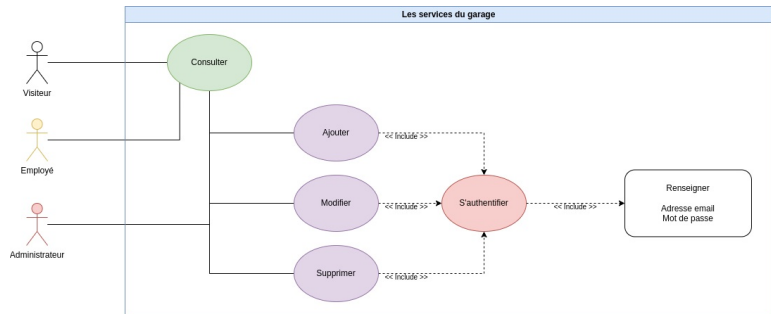 Les services du garage
Consulter
Visiteur
Ajouter
<< Include >>
Employé
Modifier
<< Include >>
S'authentifier
<< Include >>
Renseigner
Adresse email
Mot de passe
Administrateur
Supprimer
<< Include >>